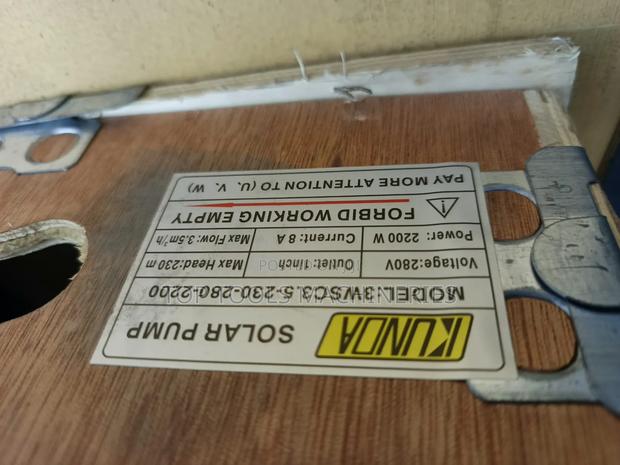 KUNDA SOLAR PUMP
MODEL:3WSC3.5-230-280-2200
Voltage:280V Outlet:1inch Max Head:230 m
Power: 2200 W Current: 8 A Max Flow:3.5m³/h
FORBID WORKING EMPTY
PAY MORE ATTENTION TO (U、V、W)